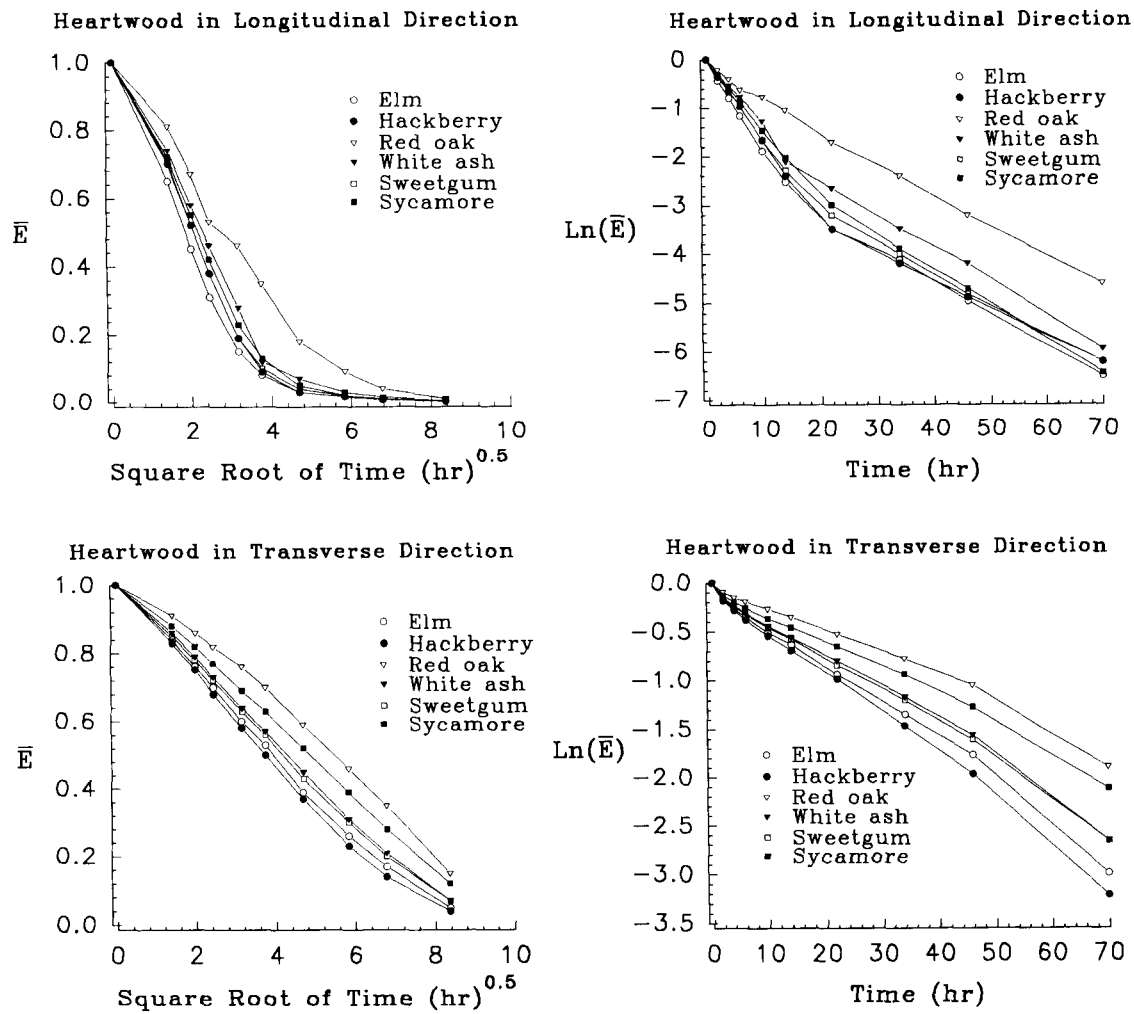 Heartwood in Longitudinal Direction
1.0
0.8
0.6
0.4
0.2
0.0
E̅
Elm
Hackberry
Red oak
White ash
Sweetgum
Sycamore
0 2 4 6 8 10
Square Root of Time (hr)^0.5
Heartwood in Longitudinal Direction
0
−1
−2
−3
−4
−5
−6
−7
Ln(E̅)
Elm
Hackberry
Red oak
White ash
Sweetgum
Sycamore
0 10 20 30 40 50 60 70
Time (hr)
Heartwood in Transverse Direction
1.0
0.8
0.6
0.4
0.2
0.0
E̅
Elm
Hackberry
Red oak
White ash
Sweetgum
Sycamore
0 2 4 6 8 10
Square Root of Time (hr)^0.5
Heartwood in Transverse Direction
0.0
−0.5
−1.0
−1.5
−2.0
−2.5
−3.0
−3.5
Ln(E̅)
Elm
Hackberry
Red oak
White ash
Sweetgum
Sycamore
0 10 20 30 40 50 60 70
Time (hr)